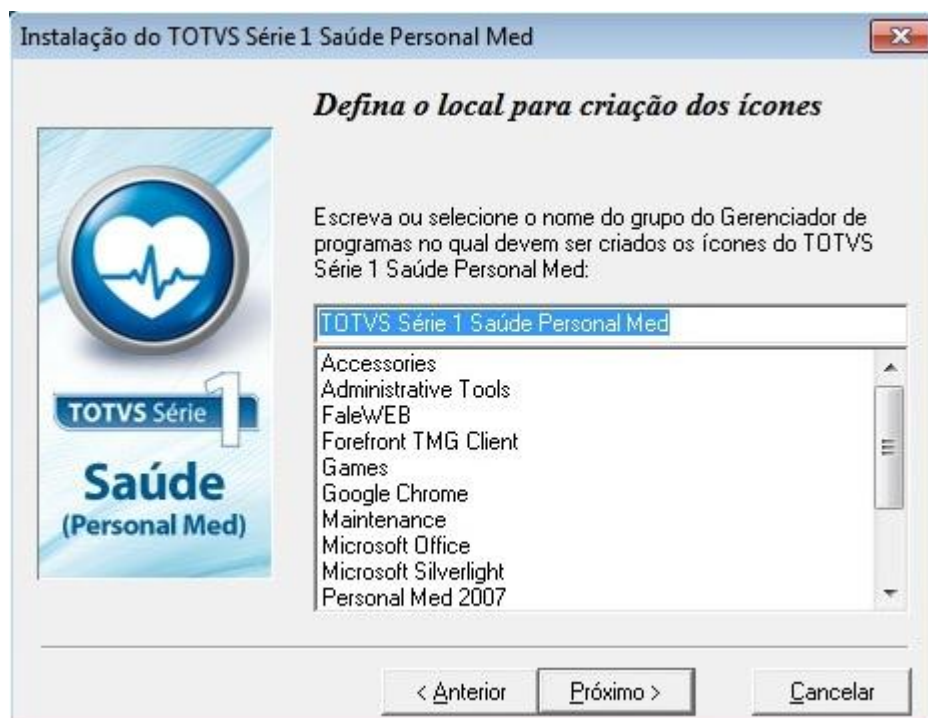 Instalação do TOTVS Série 1 Saúde Personal Med
Defina o local para criação dos ícones
Escreva ou selecione o nome do grupo do Gerenciador de
programas no qual devem ser criados os ícones do TOTVS
Série 1 Saúde Personal Med:
TOTVS Série 1 Saúde Personal Med
Accessories
Administrative Tools
FaleWEB
Forefront TMG Client
Games
Google Chrome
Maintenance
Microsoft Office
Microsoft Silverlight
Personal Med 2007
TOTVS Série 1
Saúde
(Personal Med)
< Anterior
Próximo >
Cancelar